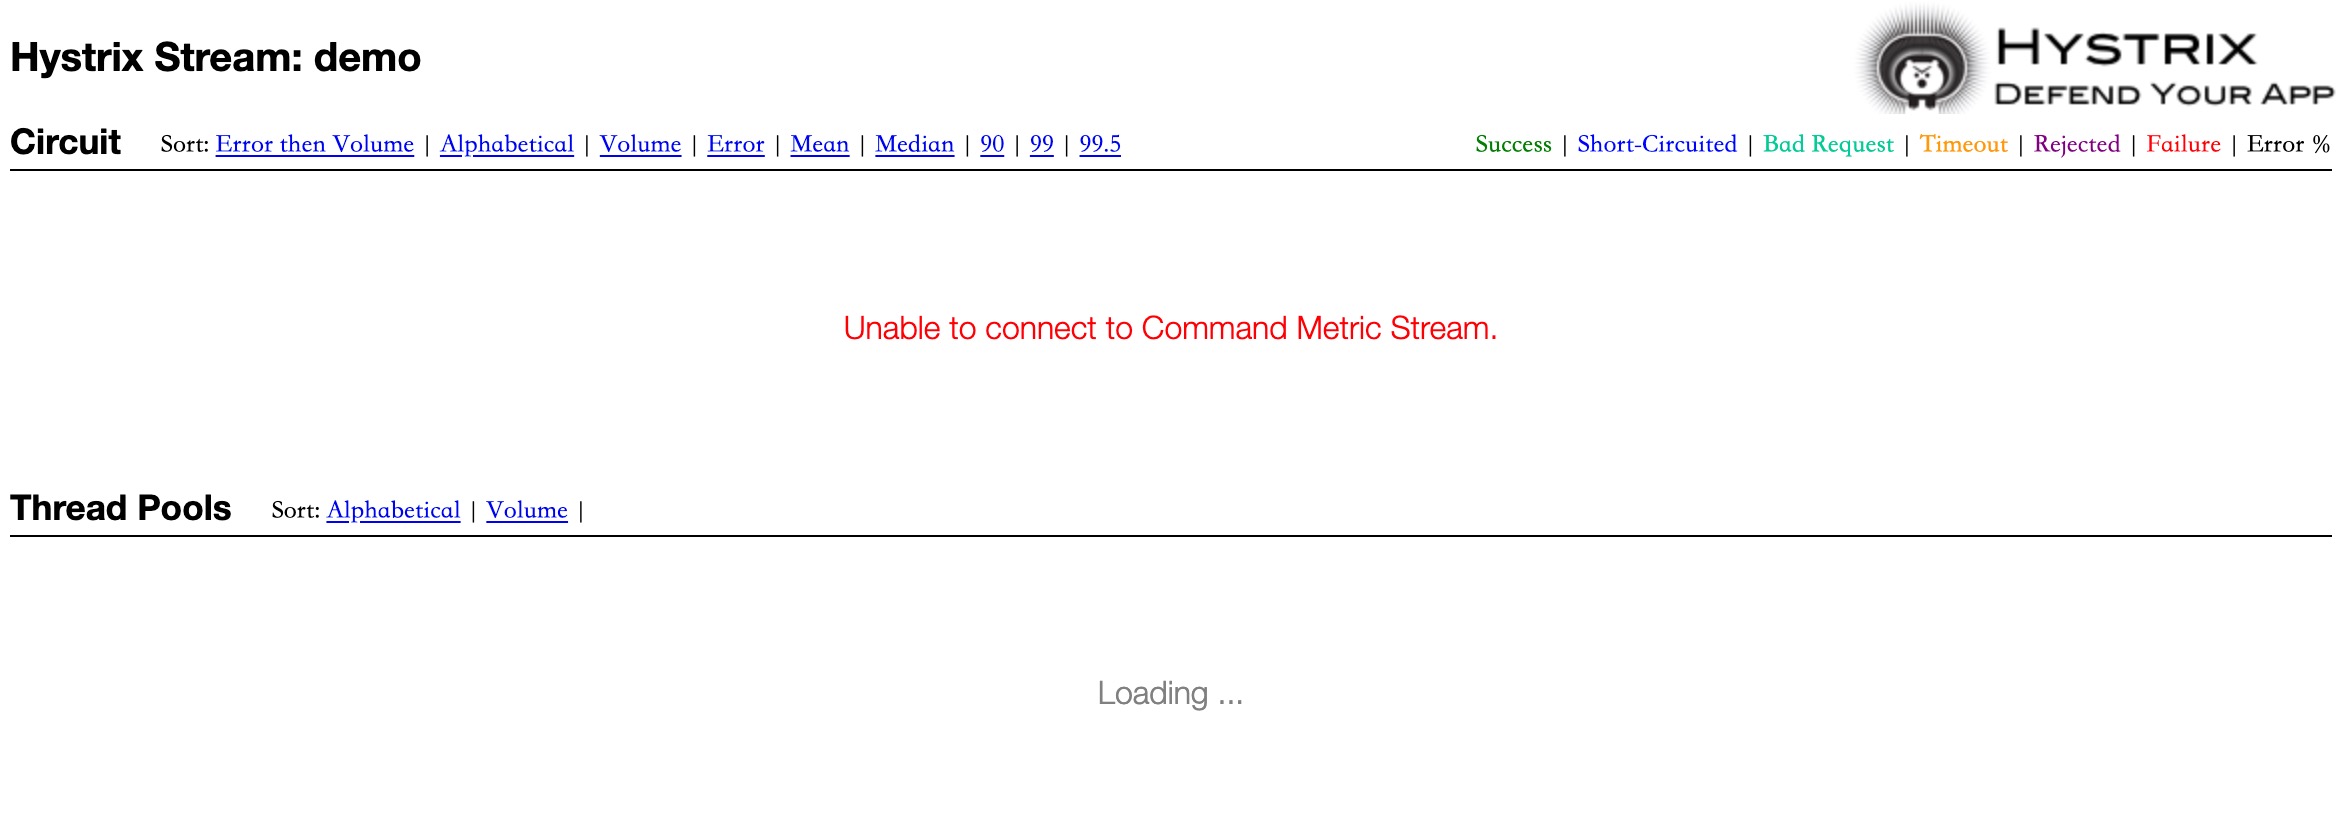 Hystrix Stream: demo
HYSTRIX
DEFEND YOUR APP
Circuit Sort: Error then Volume | Alphabetical | Volume | Error | Mean | Median | 90 | 99 | 99.5 Success | Short-Circuited | Bad Request | Timeout | Rejected | Failure | Error %
Unable to connect to Command Metric Stream.
Thread Pools Sort: Alphabetical | Volume |
Loading ...